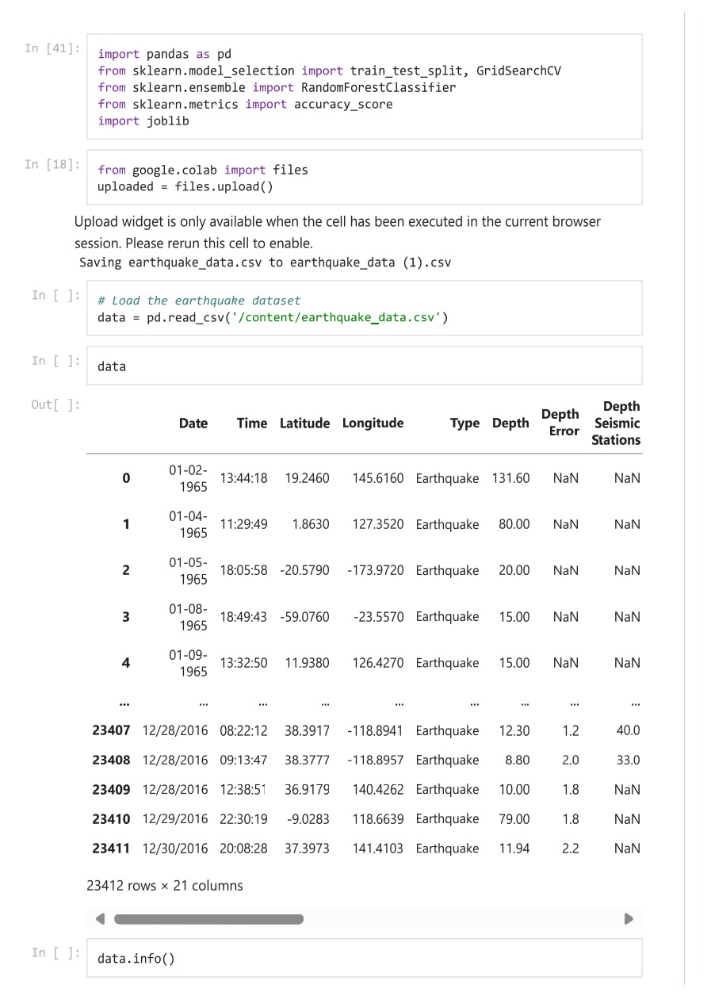 In [41]:
import pandas as pd
from sklearn.model_selection import train_test_split, GridSearchCV
from sklearn.ensemble import RandomForestClassifier
from sklearn.metrics import accuracy_score
import joblib
In [18]:
from google.colab import files
uploaded = files.upload()
Upload widget is only available when the cell has been executed in the current browser
session. Please rerun this cell to enable.
Saving earthquake_data.csv to earthquake_data (1).csv
In [ ]:
# Load the earthquake dataset
data = pd.read_csv('/content/earthquake_data.csv')
In [ ]:
data
Out[ ]:
Date Time Latitude Longitude Type Depth Depth Error Depth Seismic Stations
0 01-02-1965 13:44:18 19.2460 145.6160 Earthquake 131.60 NaN NaN
1 01-04-1965 11:29:49 1.8630 127.3520 Earthquake 80.00 NaN NaN
2 01-05-1965 18:05:58 -20.5790 -173.9720 Earthquake 20.00 NaN NaN
3 01-08-1965 18:49:43 -59.0760 -23.5570 Earthquake 15.00 NaN NaN
4 01-09-1965 13:32:50 11.9380 126.4270 Earthquake 15.00 NaN NaN
... ... ... ... ... ... ... ... ...
23407 12/28/2016 08:22:12 38.3917 -118.8941 Earthquake 12.30 1.2 40.0
23408 12/28/2016 09:13:47 38.3777 -118.8957 Earthquake 8.80 2.0 33.0
23409 12/28/2016 12:38:51 36.9179 140.4262 Earthquake 10.00 1.8 NaN
23410 12/29/2016 22:30:19 -9.0283 118.6639 Earthquake 79.00 1.8 NaN
23411 12/30/2016 20:08:28 37.3973 141.4103 Earthquake 11.94 2.2 NaN
23412 rows × 21 columns
In [ ]:
data.info()